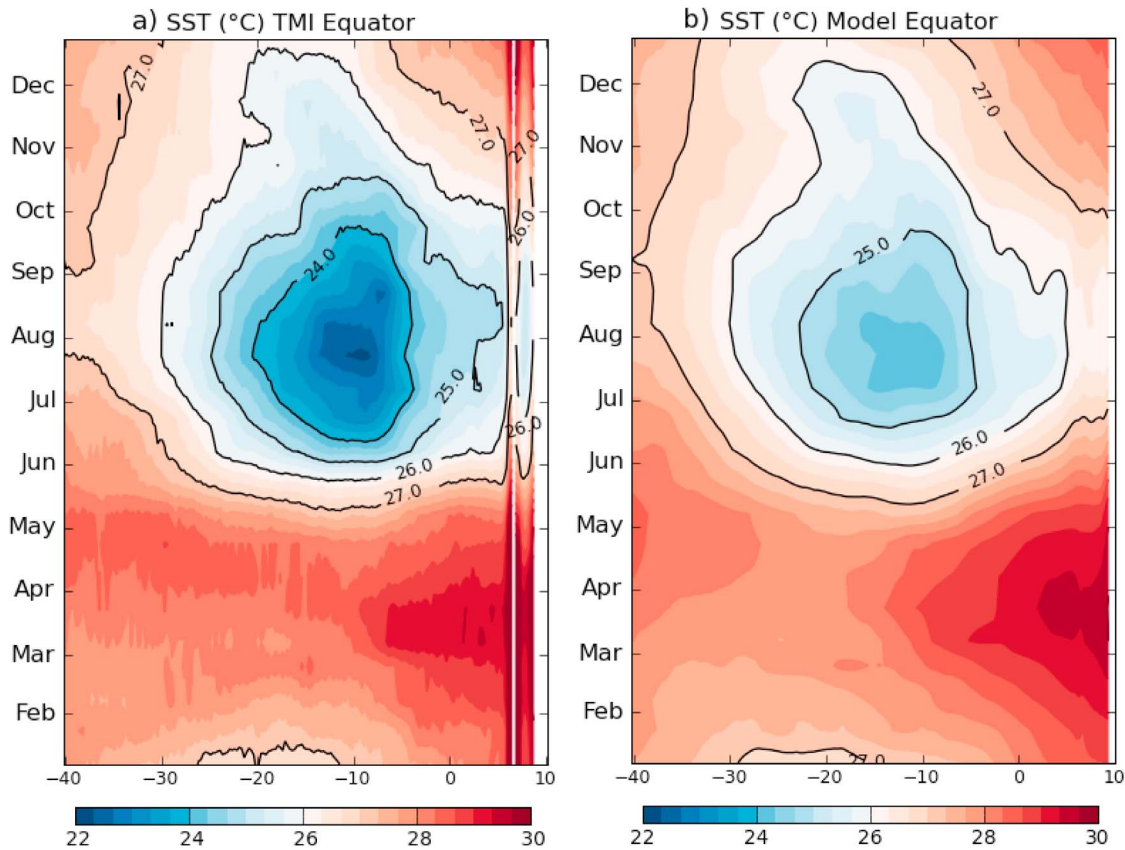 a) SST (°C) TMI Equator
b) SST (°C) Model Equator
Dec
Nov
Oct
Sep
Aug
Jul
Jun
May
Apr
Mar
Feb
27.0
27.0
27.0
26.0
24.0
25.0
26.0
26.0
27.0
−40 −30 −20 −10 0 10
22 24 26 28 30
Dec
Nov
Oct
Sep
Aug
Jul
Jun
May
Apr
Mar
Feb
27.0
25.0
26.0
27.0
27.0
−40 −30 −20 −10 0 10
22 24 26 28 30